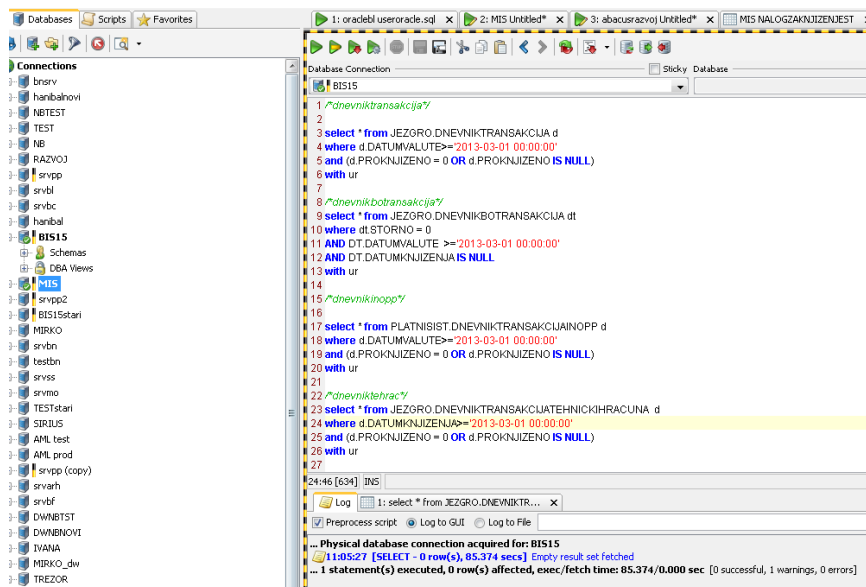 Databases Scripts Favorites
1: oraclebl useroracle.sql 2: MIS Untitled* 3: abacusrazvoj Untitled* MIS NALOGZAKNJIZENJEST
Connections
bnsrv
hanibalnovi
NBTEST
TEST
NB
RAZVOJ
srvpp
srvbl
srvbc
hanibal
BIS15
Schemas
DBA Views
MIS
srvpp2
BIS15stari
MIRKO
srvbn
testbn
srvss
srvmo
TESTstari
SIRIUS
AML test
AML prod
srvpp (copy)
srvarh
srvbf
DWNBTST
DWNBNOVI
IVANA
MIRKO_dw
TREZOR
Database Connection Sticky Database
BIS15
1 /*dnevniktransakcija*/
2
3 select * from JEZGRO.DNEVNIKTRANSAKCIJA d
4 where d.DATUMVALUTE>='2013-03-01 00:00:00'
5 and (d.PROKNJIZENO = 0 OR d.PROKNJIZENO IS NULL)
6 with ur
7
8 /*dnevnikbotransakcija*/
9 select * from JEZGRO.DNEVNIKBOTRANSAKCIJA dt
10 where dt.STORNO = 0
11 AND DT.DATUMVALUTE >='2013-03-01 00:00:00'
12 AND DT.DATUMKNJIZENJA IS NULL
13 with ur
14
15 /*dnevnikinopp*/
16
17 select * from PLATNISIST.DNEVNIKTRANSAKCIJAINOPP d
18 where d.DATUMVALUTE>='2013-03-01 00:00:00'
19 and (d.PROKNJIZENO = 0 OR d.PROKNJIZENO IS NULL)
20 with ur
21
22 /*dnevniktehrac*/
23 select * from JEZGRO.DNEVNIKTRANSAKCIJATEHNICKIHRACUNA d
24 where d.DATUMKNJIZENJA>='2013-03-01 00:00:00'
25 and (d.PROKNJIZENO = 0 OR d.PROKNJIZENO IS NULL)
26 with ur
27
24:46 [634] INS
Log 1: select * from JEZGRO.DNEVNIKTR...
Preprocess script Log to GUI Log to File
... Physical database connection acquired for: BIS15
11:05:27 [SELECT - 0 row(s), 85.374 secs] Empty result set fetched
... 1 statement(s) executed, 0 row(s) affected, exec/fetch time: 85.374/0.000 sec [0 successful, 1 warnings, 0 errors]